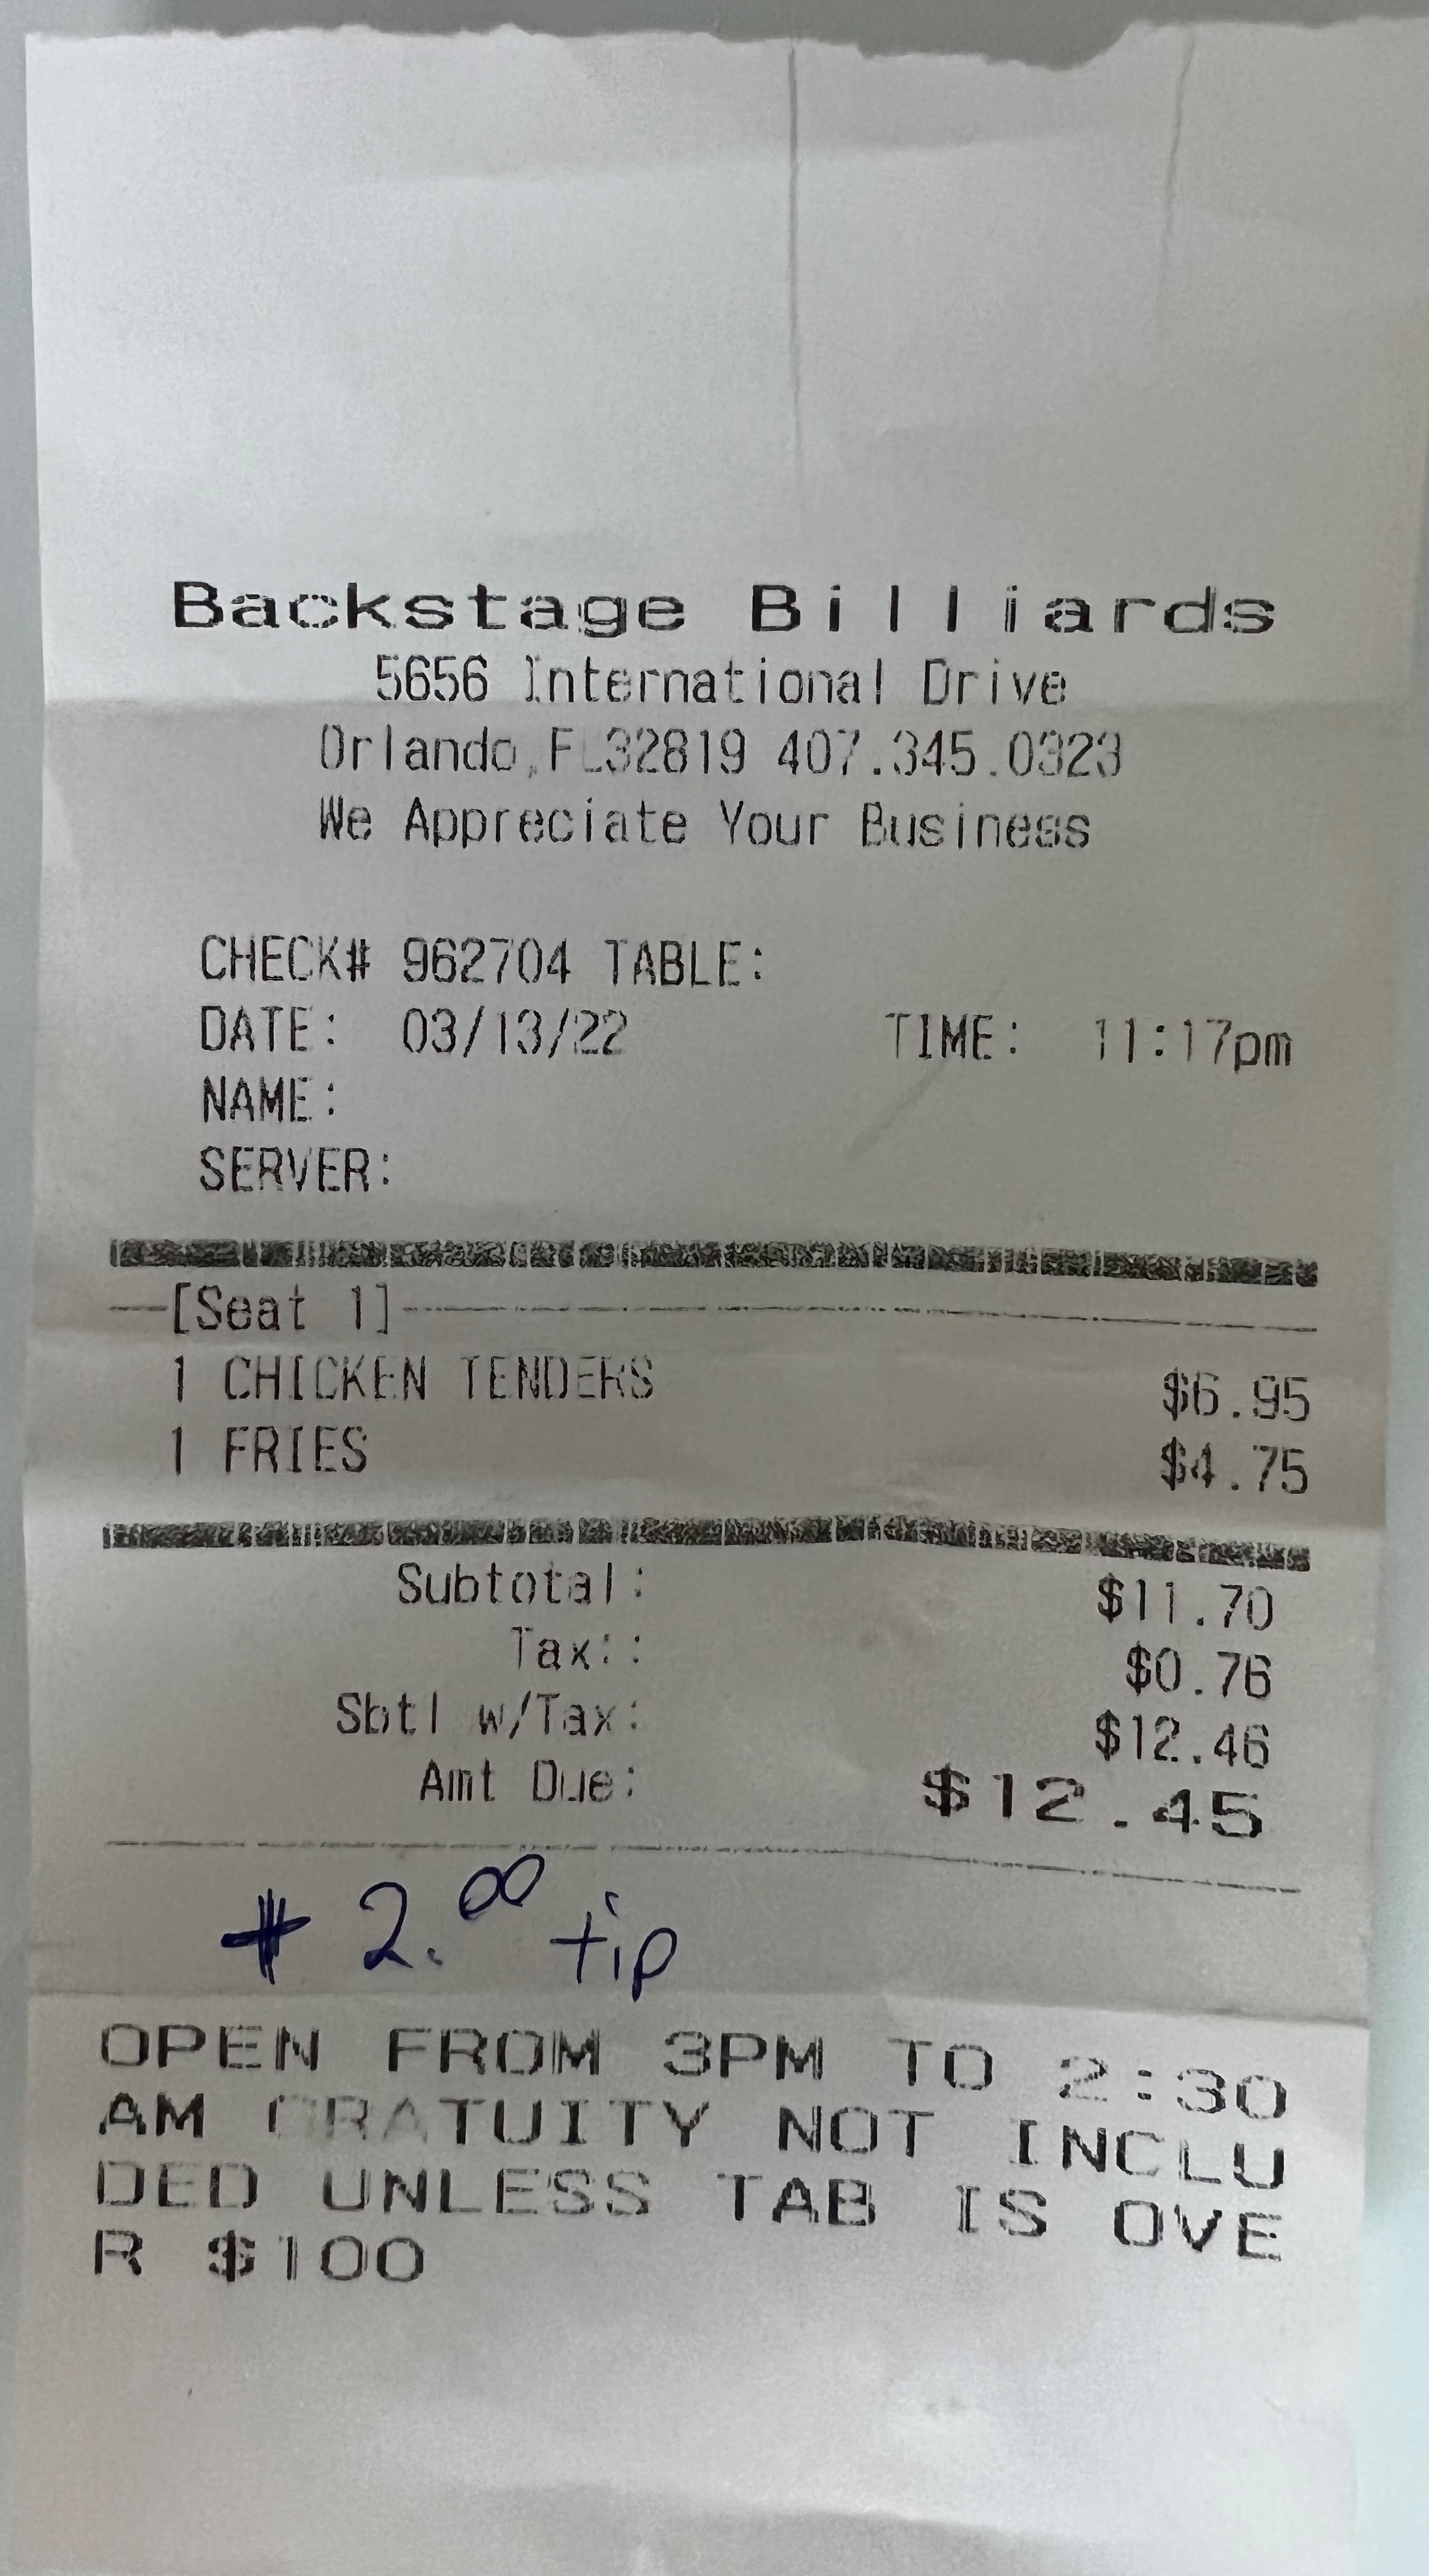 Backstage Billiards
5656 International Drive
Orlando,FL32819 407.345.0323
We Appreciate Your Business
CHECK# 962704 TABLE:
DATE: 03/13/22 TIME: 11:17pm
NAME:
SERVER:
[Seat 1]
1 CHICKEN TENDERS $6.95
1 FRIES $4.75
Subtotal: $11.70
Tax:: $0.76
Sbtl w/Tax: $12.46
Amt Due: $12.45
$ 2.00 tip
OPEN FROM 3PM TO 2:30
AM GRATUITY NOT INCLU
DED UNLESS TAB IS OVE
R $100